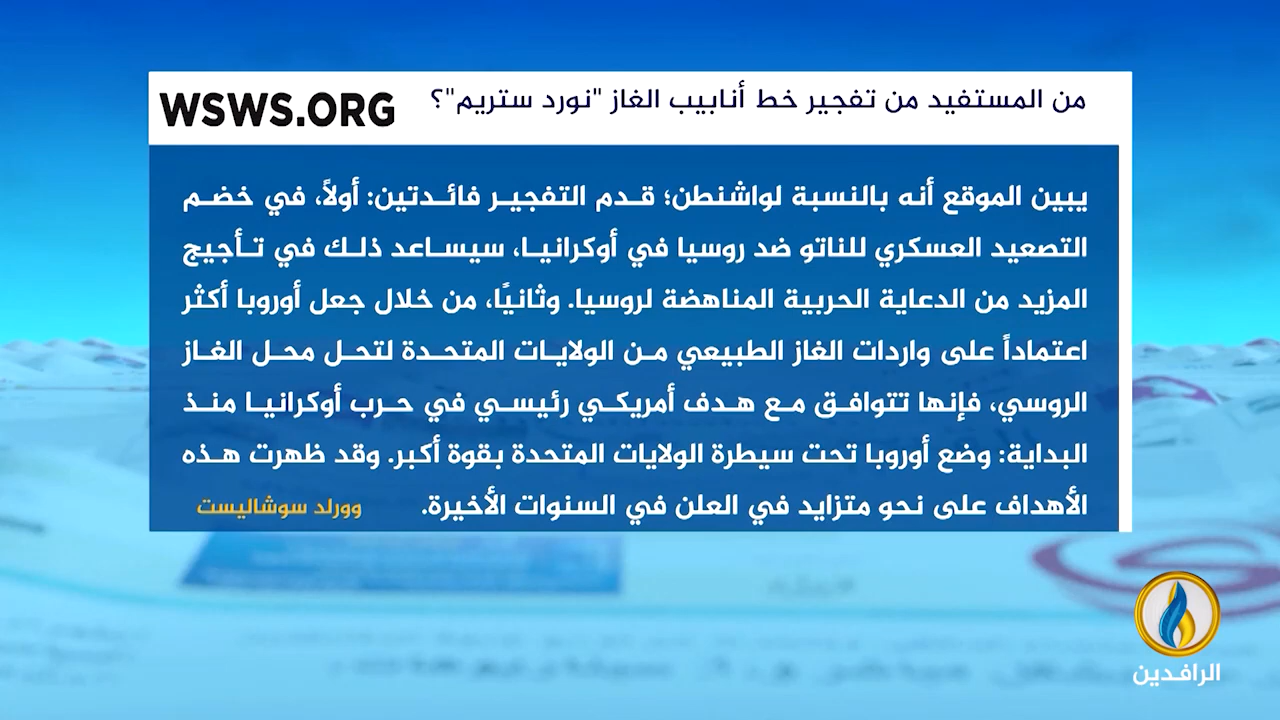 من المستفيد من تفجير خط أنابيب الغاز "نورد ستريم"؟
WSWS.ORG
يبين الموقع أنه بالنسبة لواشنطن؛ قدم التفجير فائدتين: أولاً، في خضم
التصعيد العسكري للناتو ضد روسيا في أوكرانيا، سيساعد ذلك في تأجيج
المزيد من الدعاية الحربية المناهضة لروسيا. وثانيًا، من خلال جعل أوروبا أكثر
اعتماداً على واردات الغاز الطبيعي من الولايات المتحدة لتحل محل الغاز
الروسي، فإنها تتوافق مع هدف أمريكي رئيسي في حرب أوكرانيا منذ
البداية: وضع أوروبا تحت سيطرة الولايات المتحدة بقوة أكبر. وقد ظهرت هذه
الأهداف على نحو متزايد في العلن في السنوات الأخيرة.
وورلد سوشاليست
الرافدين